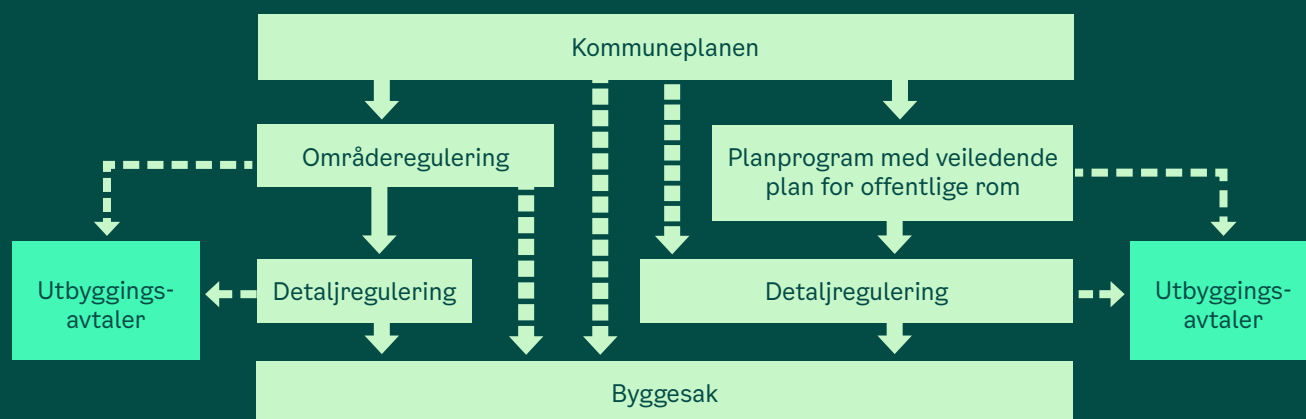 Kommuneplanen
Områderegulering
Planprogram med veiledende
plan for offentlige rom
Utbyggings-
avtaler
Detaljregulering
Detaljregulering
Utbyggings-
avtaler
Byggesak